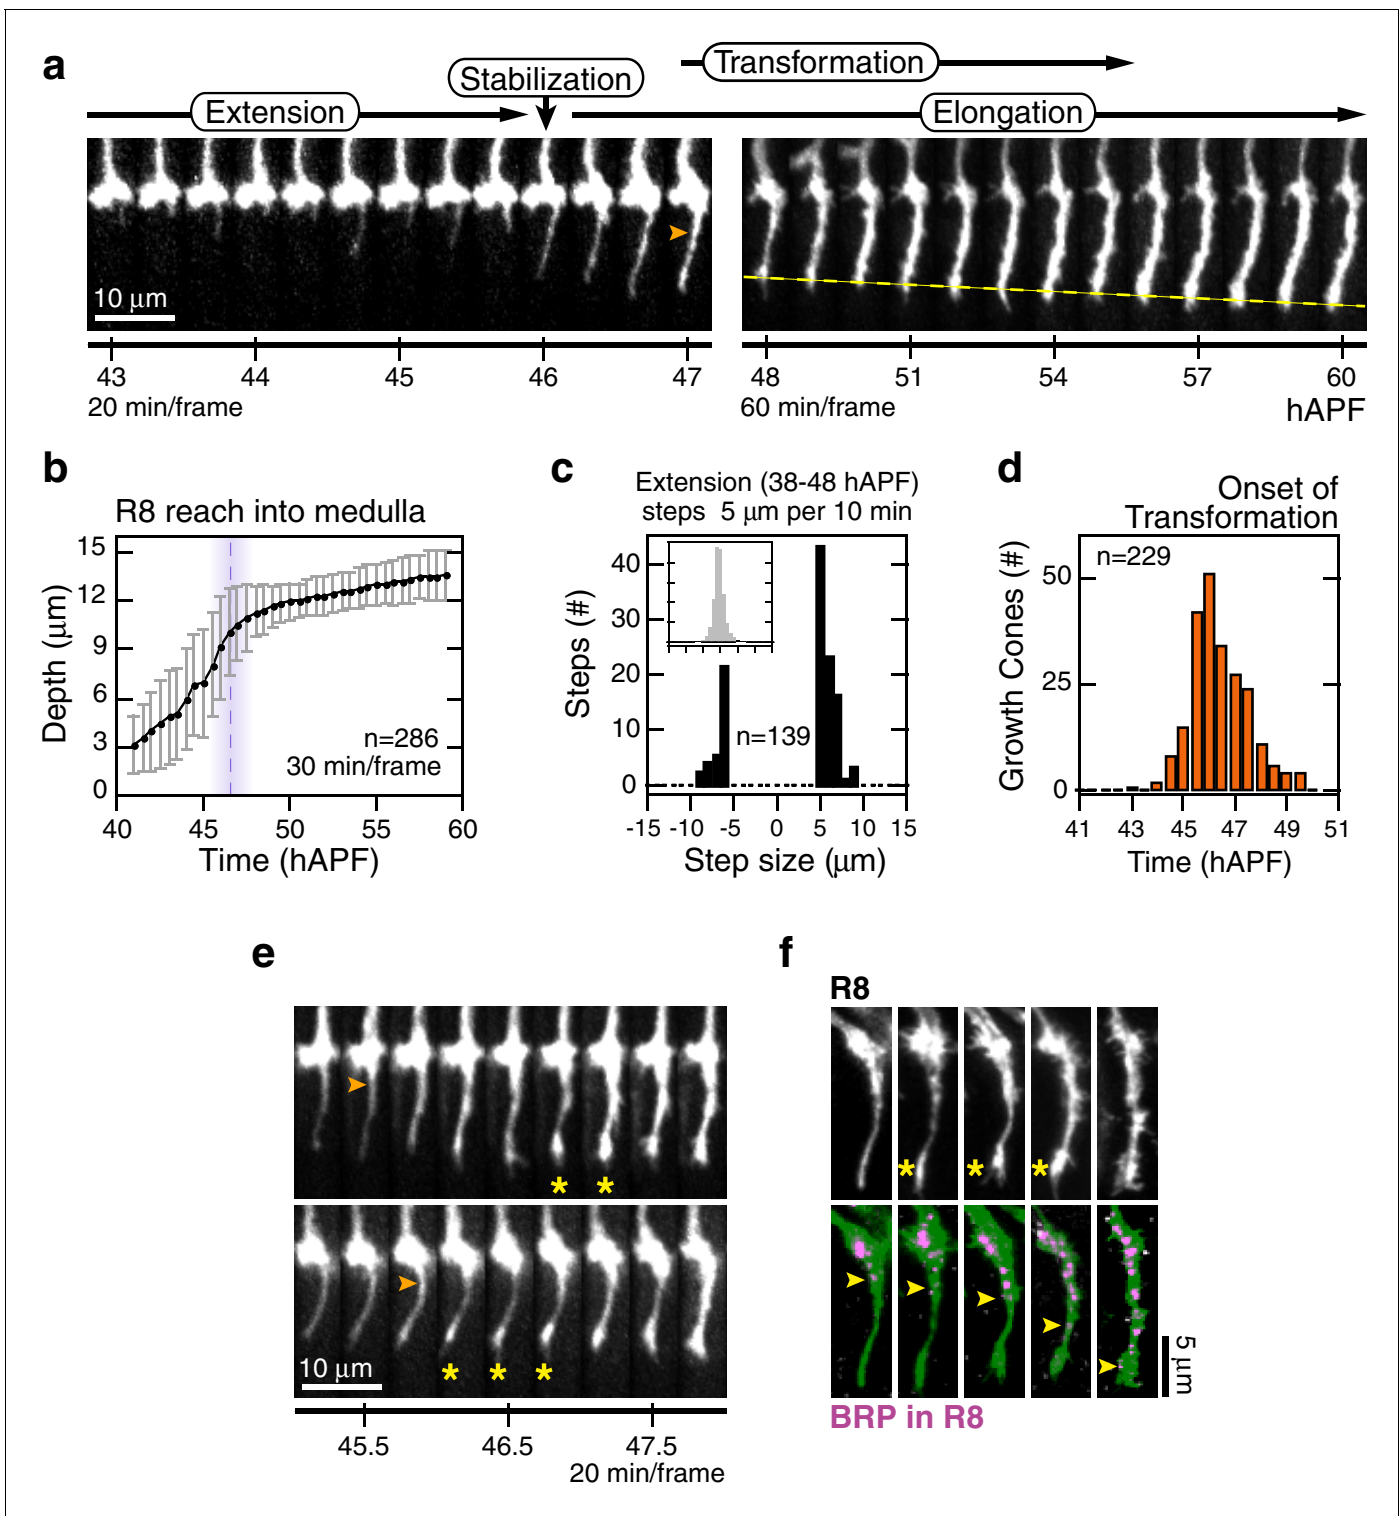 a
Transformation
Stabilization
Extension
Elongation
10 µm
43 44 45 46 47
48 51 54 57 60
20 min/frame
60 min/frame
hAPF
b
R8 reach into medulla
Depth (µm)
15
12
9
6
3
0
n=286
30 min/frame
40 45 50 55 60
Time (hAPF)
c
Extension (38-48 hAPF)
steps 5 µm per 10 min
Steps (#)
40
30
20
10
0
n=139
-15 -10 -5 0 5 10 15
Step size (µm)
d
Onset of
Transformation
Growth Cones (#)
n=229
50
25
0
41 43 45 47 49 51
Time (hAPF)
e
*
*
10 µm
*
*
*
45.5 46.5 47.5
20 min/frame
f
R8
*
*
*
5 µm
BRP in R8